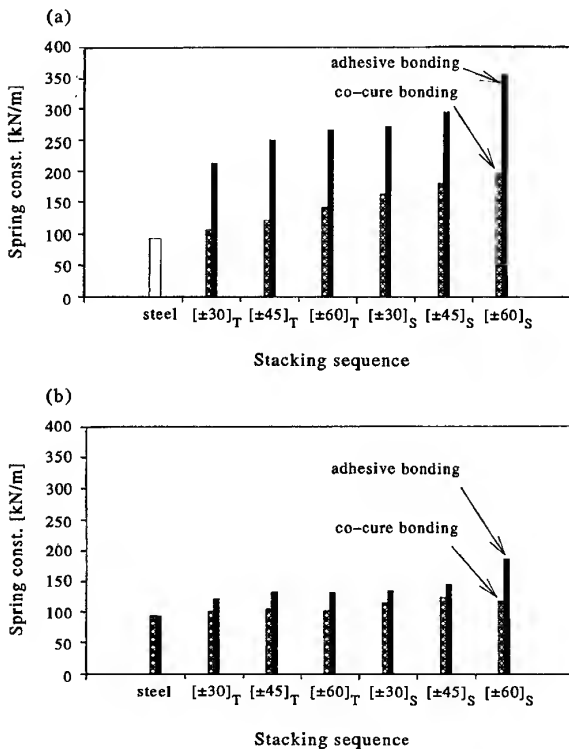 (a)
400
350
300
250
200
150
100
50
0
Spring const. [kN/m]
adhesive bonding
co-cure bonding
steel [±30]T [±45]T [±60]T [±30]S [±45]S [±60]S
Stacking sequence
(b)
400
350
300
250
200
150
100
50
0
Spring const. [kN/m]
adhesive bonding
co-cure bonding
steel [±30]T [±45]T [±60]T [±30]S [±45]S [±60]S
Stacking sequence